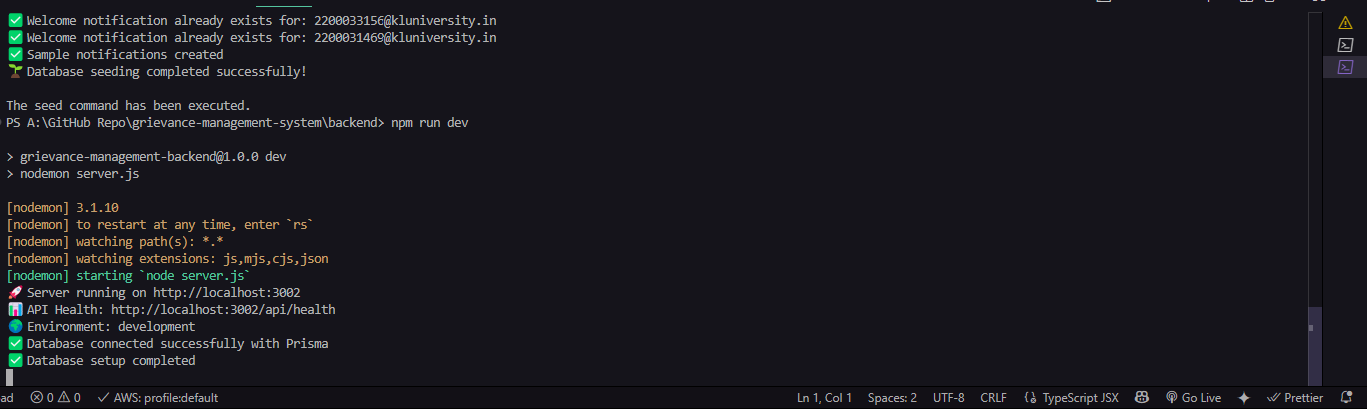 ✅ Welcome notification already exists for: 2200033156@kluniversity.in
✅ Welcome notification already exists for: 2200031469@kluniversity.in
✅ Sample notifications created
🌱 Database seeding completed successfully!
The seed command has been executed.
PS A:\GitHub Repo\grievance-management-system\backend> npm run dev
> grievance-management-backend@1.0.0 dev
> nodemon server.js
[nodemon] 3.1.10
[nodemon] to restart at any time, enter `rs`
[nodemon] watching path(s): *.*
[nodemon] watching extensions: js,mjs,cjs,json
[nodemon] starting `node server.js`
🚀 Server running on http://localhost:3002
📊 API Health: http://localhost:3002/api/health
🌍 Environment: development
✅ Database connected successfully with Prisma
✅ Database setup completed
ad 0 0 AWS: profile:default Ln 1, Col 1 Spaces: 2 UTF-8 CRLF TypeScript JSX Go Live Prettier